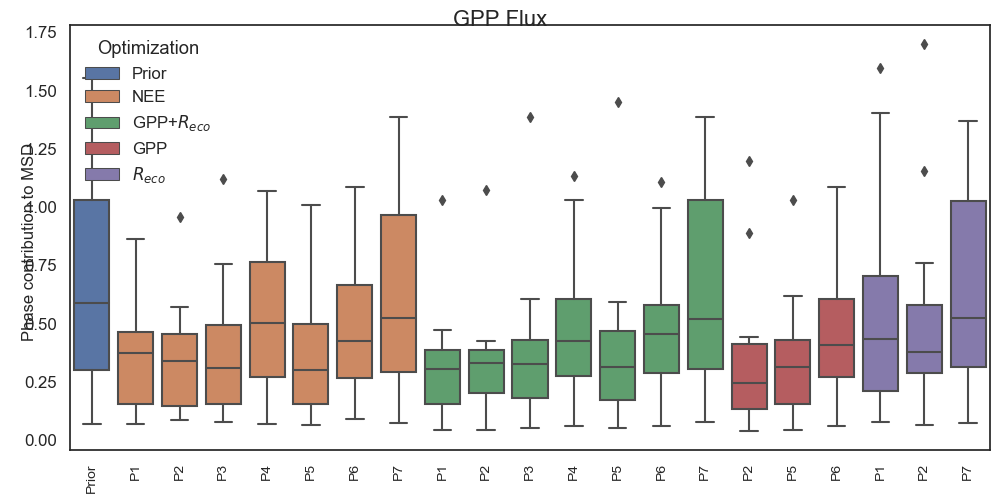 GPP Flux
Phase contribution to MSD
1.75
1.50
1.25
1.00
0.75
0.50
0.25
0.00
Optimization
Prior
NEE
GPP+R_eco
GPP
R_eco
Prior P1 P2 P3 P4 P5 P6 P7 P1 P2 P3 P4 P5 P6 P7 P2 P5 P6 P1 P2 P7